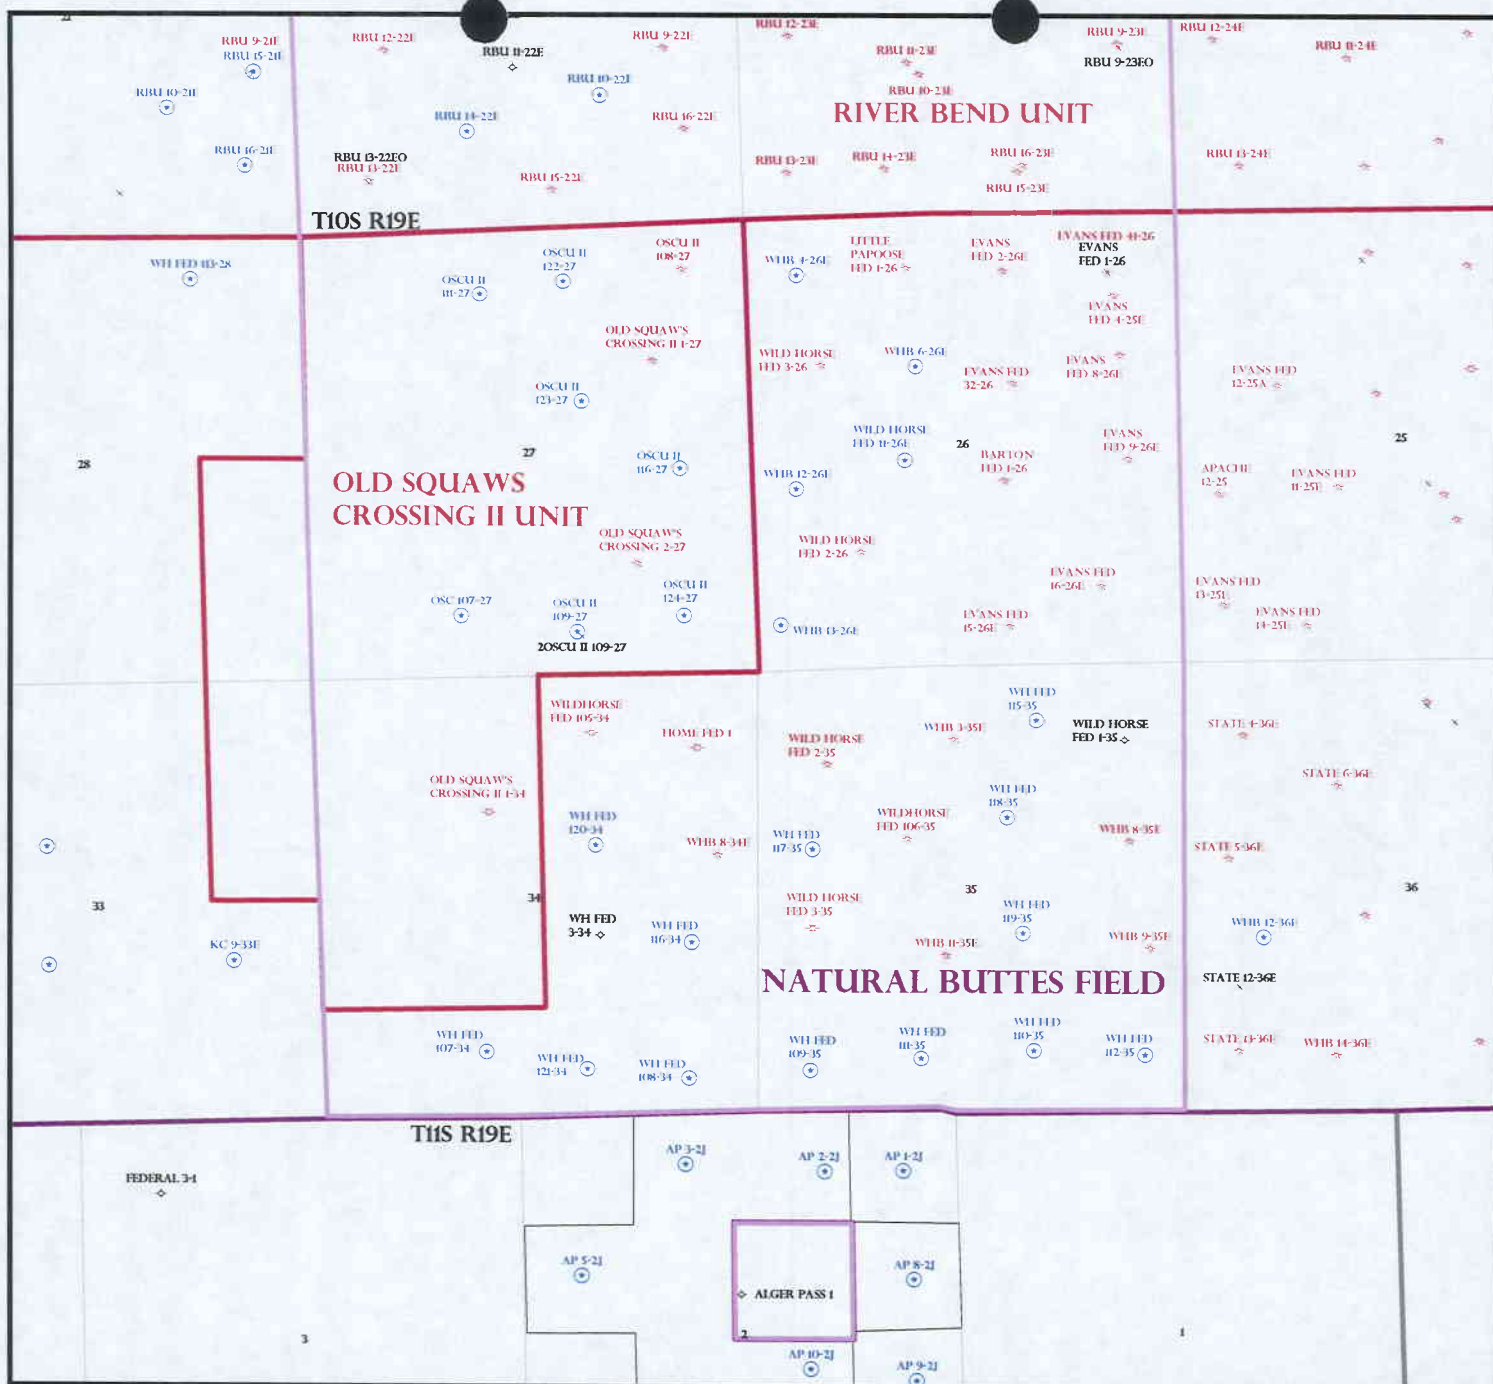 21
RBU 9-21E
RBU 15-21E
RBU 10-21E
RBU 16-21E
RBU 12-22E
RBU 11-22E
RBU 9-22E
RBU 10-22E
RBU 14-22E
RBU 16-22E
RBU 13-22EO
RBU 13-22E
RBU 15-22E
RBU 12-23E
RBU 11-23E
RBU 10-23E
RBU 9-23E
RBU 9-23EO
RIVER BEND UNIT
RBU 13-23E
RBU 14-23E
RBU 16-23E
RBU 15-23E
RBU 12-24E
RBU 11-24E
RBU 13-24E
T10S R19E
WH FED 113-28
28
OSCU II
122-27
OSCU II
111-27
OSCU II
108-27
OLD SQUAW'S
CROSSING II 1-27
OSCU II
123-27
27
OSCU II
116-27
OLD SQUAWS
CROSSING II UNIT
OLD SQUAW'S
CROSSING 2-27
OSC 107-27
OSCU II
109-27
2OSCU II 109-27
OSCU II
124-27
WHB 4-26E
LITTLE
PAPOOSE
FED 1-26
EVANS
FED 2-26E
EVANS FED 41-26
EVANS
FED 1-26
EVANS
FED 4-25E
WILD HORSE
FED 3-26
WHB 6-26E
EVANS FED
32-26
EVANS
FED 8-26E
WILD HORSE
FED 11-26E
26
BARTON
FED 1-26
EVANS
FED 9-26E
WHB 12-26E
WILD HORSE
FED 2-26
EVANS FED
16-26E
WHB 13-26E
EVANS FED
15-26E
EVANS FED
12-25A
25
APACHE
12-25
EVANS FED
11-25E
EVANS FED
13-25E
EVANS FED
14-25E
33
KC 9-33E
WILDHORSE
FED 105-34
HOME FED 1
OLD SQUAW'S
CROSSING II 1-34
WH FED
120-34
WHB 8-34E
34
WH FED
3-34
WH FED
116-34
WH FED
107-34
WH FED
121-34
WH FED
108-34
WH FED
115-35
WHB 3-35E
WILD HORSE
FED 1-35
WILD HORSE
FED 2-35
WH FED
118-35
WILDHORSE
FED 106-35
WH FED
117-35
WHB 8-35E
35
WILD HORSE
FED 3-35
WH FED
119-35
WHB 11-35E
WHB 9-35E
NATURAL BUTTES FIELD
WH FED
109-35
WH FED
111-35
WH FED
110-35
WH FED
112-35
STATE 4-36E
STATE 6-36E
STATE 5-36E
36
WHB 12-36E
STATE 12-36E
STATE 13-36E
WHB 14-36E
T11S R19E
FEDERAL 3-1
3
AP 3-2J
AP 2-2J
AP 1-2J
AP 5-2J
AP 8-2J
ALGER PASS 1
2
1
AP 10-2J
AP 9-2J